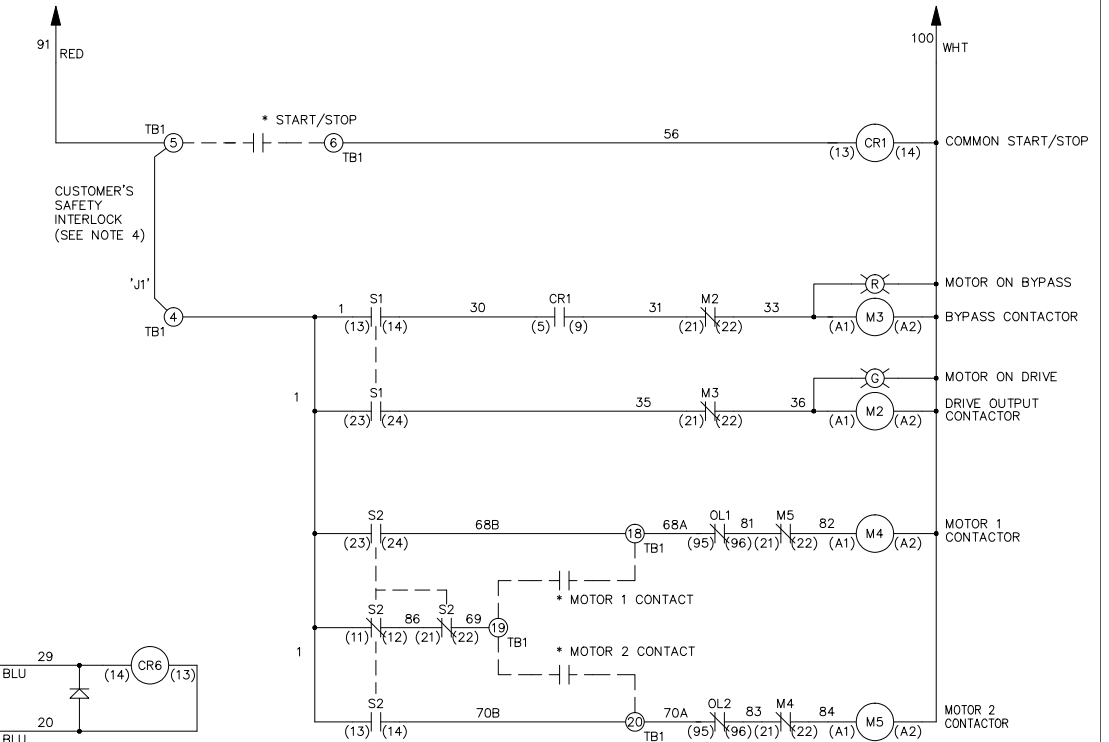 91
RED
100
WHT
TB1
5
* START/STOP
6
TB1
56
(13)
CR1
(14)
COMMON START/STOP
CUSTOMER'S
SAFETY
INTERLOCK
(SEE NOTE 4)
'J1'
4
TB1
R
MOTOR ON BYPASS
1
S1
(13)
(14)
30
CR1
(5)
(9)
31
M2
(21)
(22)
33
(A1)
M3
(A2)
BYPASS CONTACTOR
G
MOTOR ON DRIVE
1
S1
(23)
(24)
35
M3
(21)
(22)
36
(A1)
M2
(A2)
DRIVE OUTPUT
CONTACTOR
S2
(23)
(24)
68B
18
TB1
68A
OL1
(95)
(96)
81
M5
(21)
(22)
82
(A1)
M4
(A2)
MOTOR 1
CONTACTOR
* MOTOR 1 CONTACT
S2
(11)
(12)
86
S2
(21)
(22)
69
19
TB1
1
* MOTOR 2 CONTACT
S2
(13)
(14)
70B
20
TB1
70A
OL2
(95)
(96)
83
M4
(21)
(22)
84
(A1)
M5
(A2)
MOTOR 2
CONTACTOR
29
BLU
(14)
CR6
(13)
20
BLU